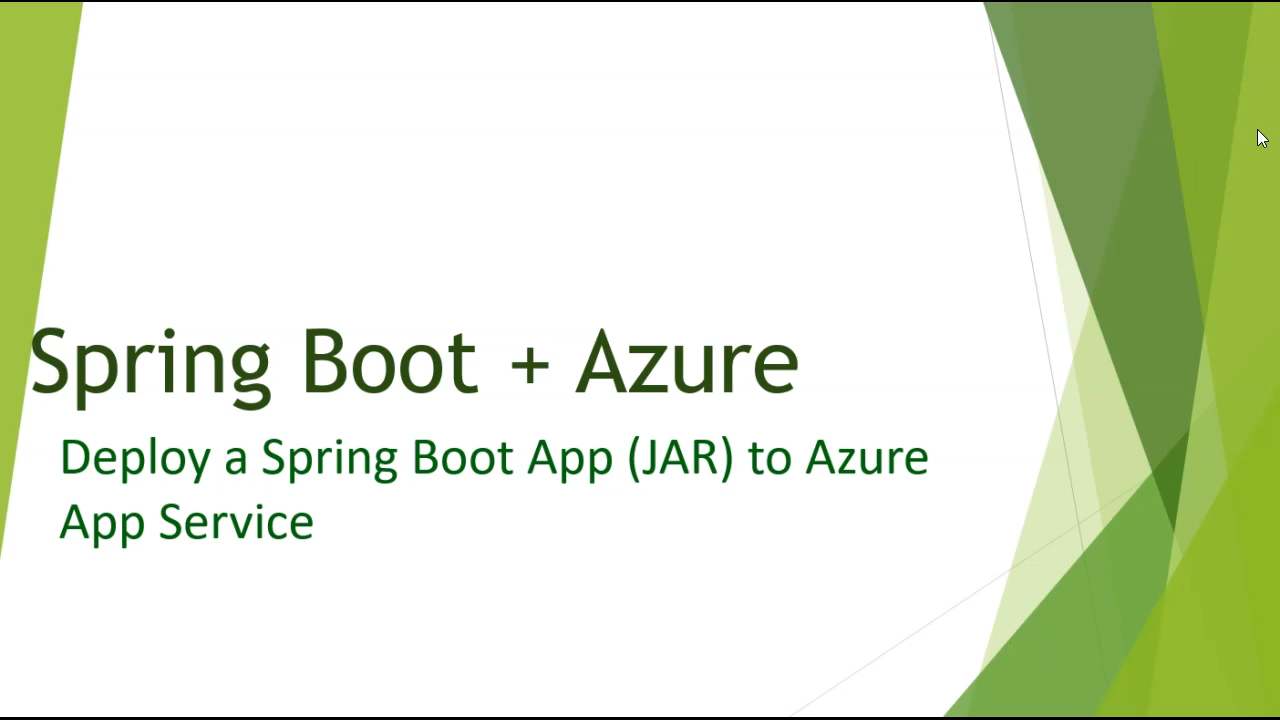 Spring Boot + Azure
Deploy a Spring Boot App (JAR) to Azure
App Service